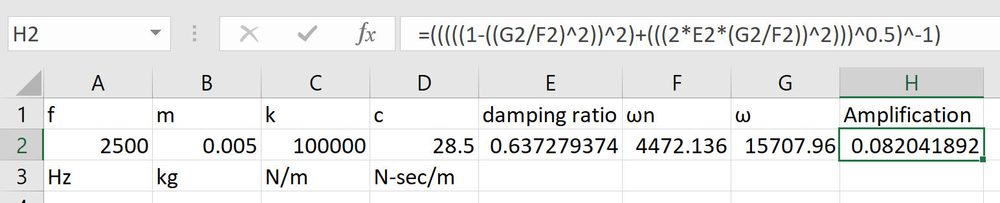 H2 fx =(((((1-((G2/F2)^2))^2)+(((2*E2*(G2/F2))^2)))^0.5)^-1)
A B C D E F G H
1 f m k c damping ratio ωn ω Amplification
2 2500 0.005 100000 28.5 0.637279374 4472.136 15707.96 0.082041892
3 Hz kg N/m N-sec/m